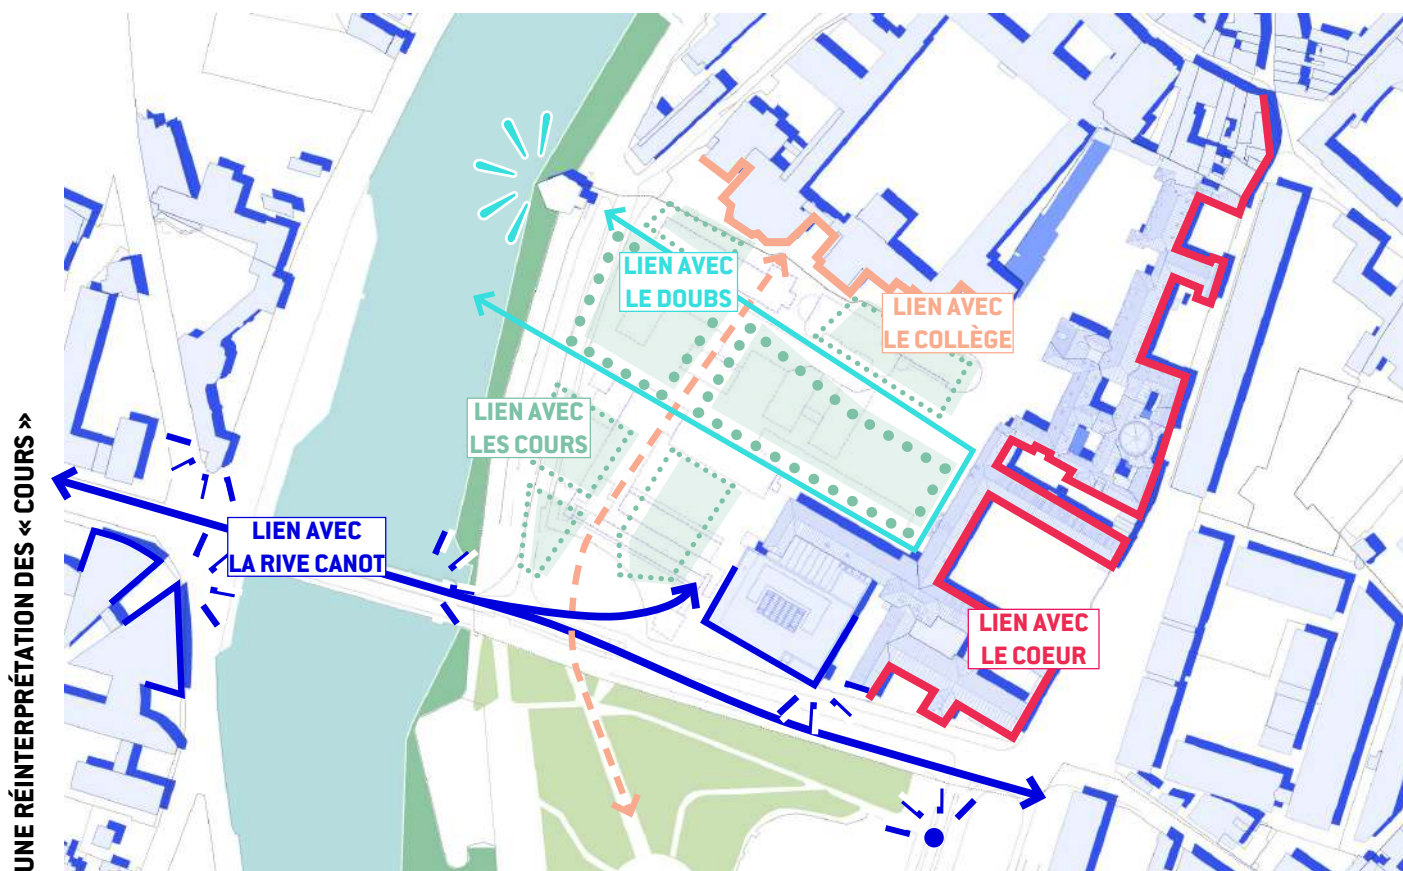 UNE RÉINTERPRÉTATION DES « COURS »
LIEN AVEC
LE DOUBS
LIEN AVEC
LE COLLÈGE
LIEN AVEC
LES COURS
LIEN AVEC
LA RIVE CANOT
LIEN AVEC
LE COEUR